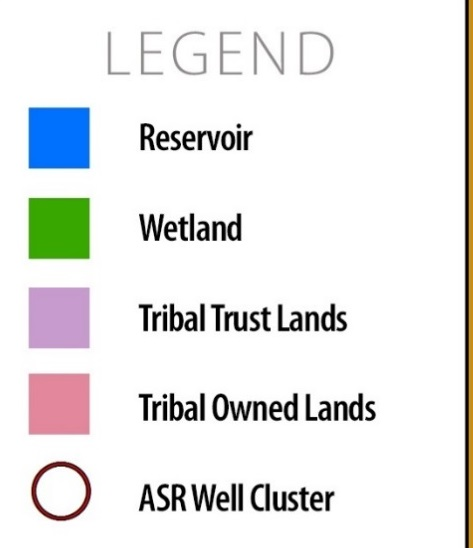 LEGEND
Reservoir
Wetland
Tribal Trust Lands
Tribal Owned Lands
ASR Well Cluster